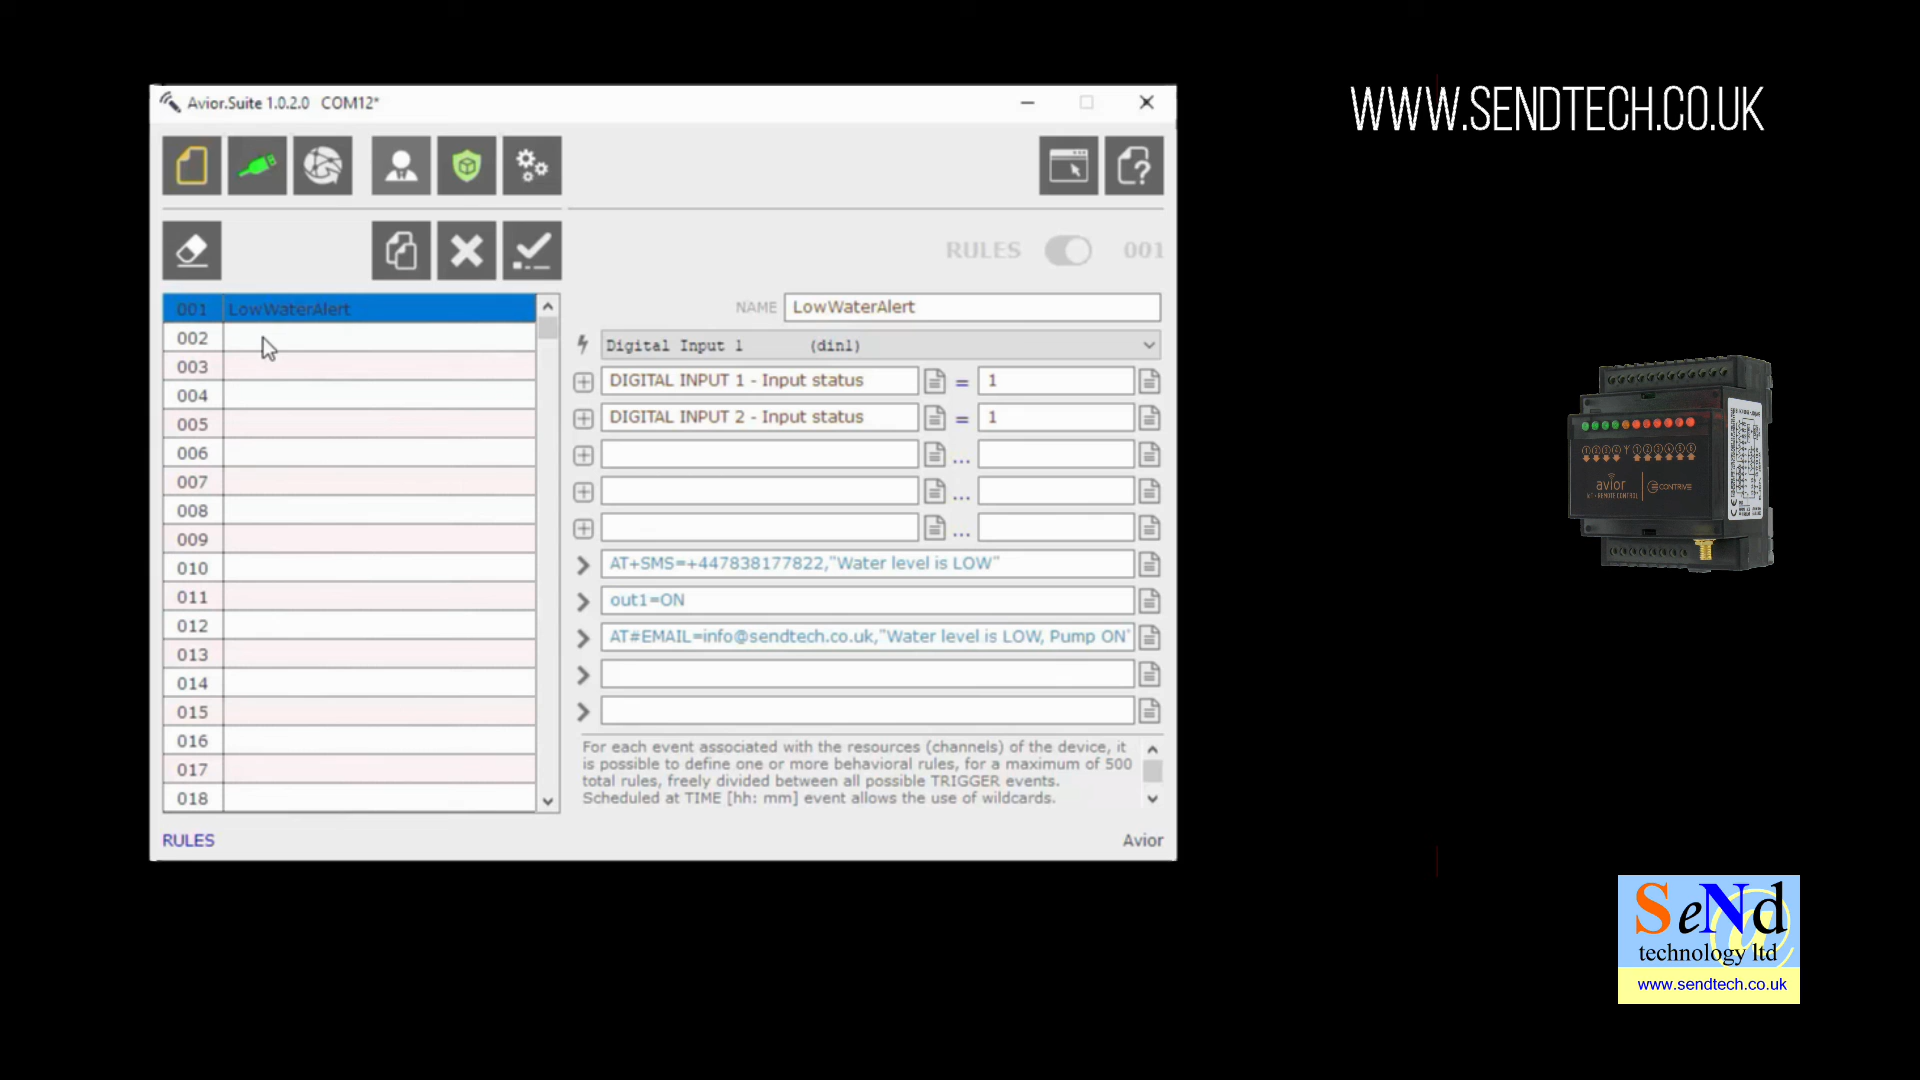 WWW.SENDTECH.CO.UK
Avior.Suite 1.0.2.0 COM12*
RULES 001
001 LowWaterAlert
002
003
004
005
006
007
008
009
010
011
012
013
014
015
016
017
018
NAME LowWaterAlert
Digital Input 1 (din1)
DIGITAL INPUT 1 - Input status = 1
DIGITAL INPUT 2 - Input status = 1
...
...
...
AT+SMS=+447838177822,"Water level is LOW"
out1=ON
AT#EMAIL=info@sendtech.co.uk,"Water level is LOW, Pump ON"
For each event associated with the resources (channels) of the device, it
is possible to define one or more behavioral rules, for a maximum of 500
total rules, freely divided between all possible TRIGGER events.
Scheduled at TIME [hh: mm] event allows the use of wildcards.
RULES
Avior
avior
CONTRIVE
SeNd
technology ltd
www.sendtech.co.uk